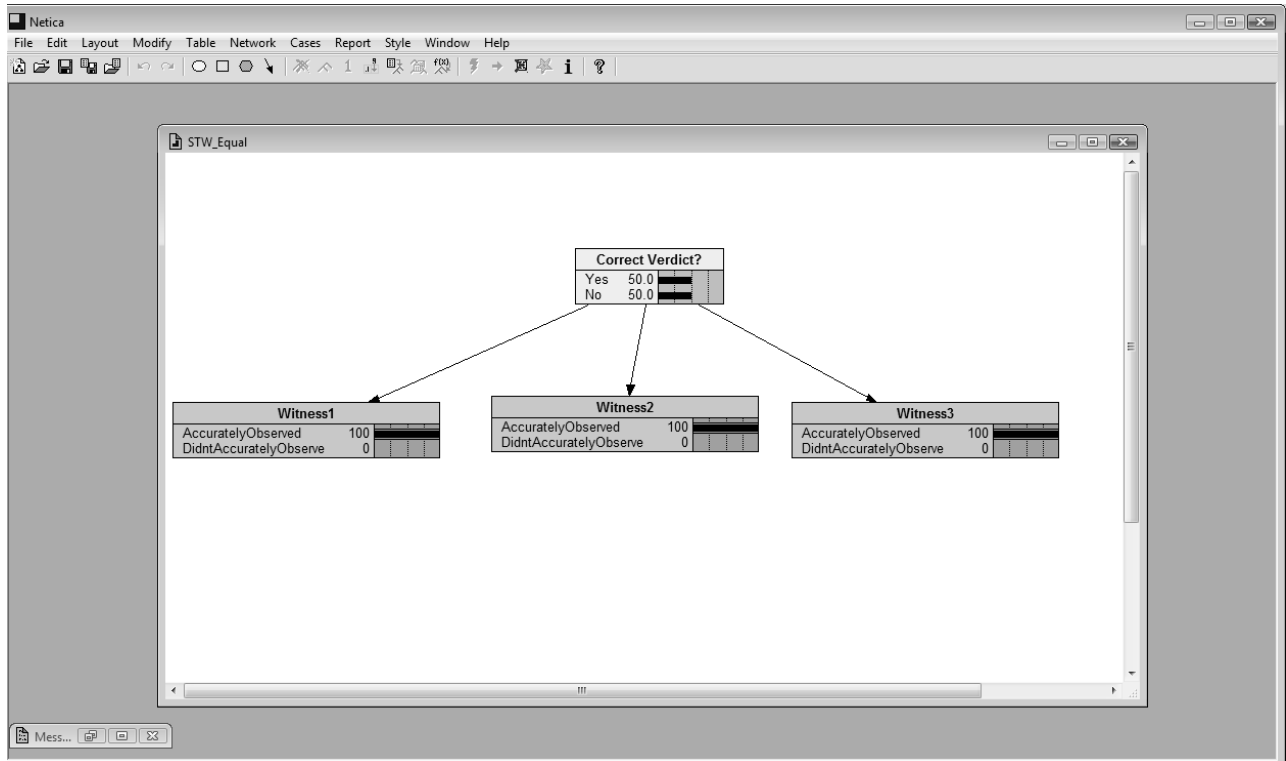 Netica
File Edit Layout Modify Table Network Cases Report Style Window Help
STW_Equal
Correct Verdict?
Yes 50.0
No 50.0
Witness1
AccuratelyObserved 100
DidntAccuratelyObserve 0
Witness2
AccuratelyObserved 100
DidntAccuratelyObserve 0
Witness3
AccuratelyObserved 100
DidntAccuratelyObserve 0
Mess...